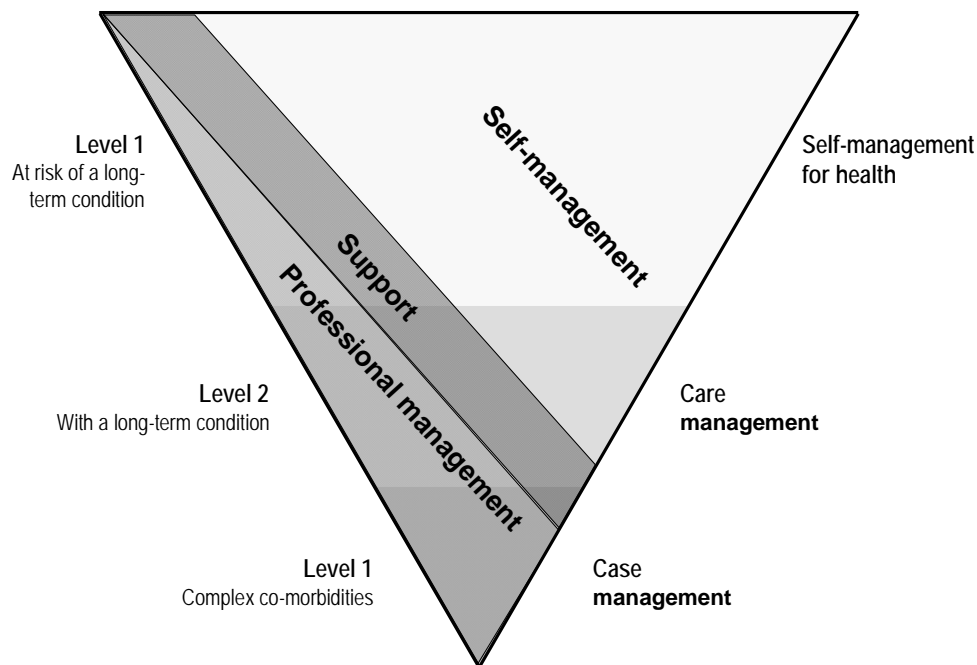 Self-management
Level 1
At risk of a long-
term condition
Self-management
for health
Support
Professional management
Level 2
With a long-term condition
Care
management
Level 1
Complex co-morbidities
Case
management